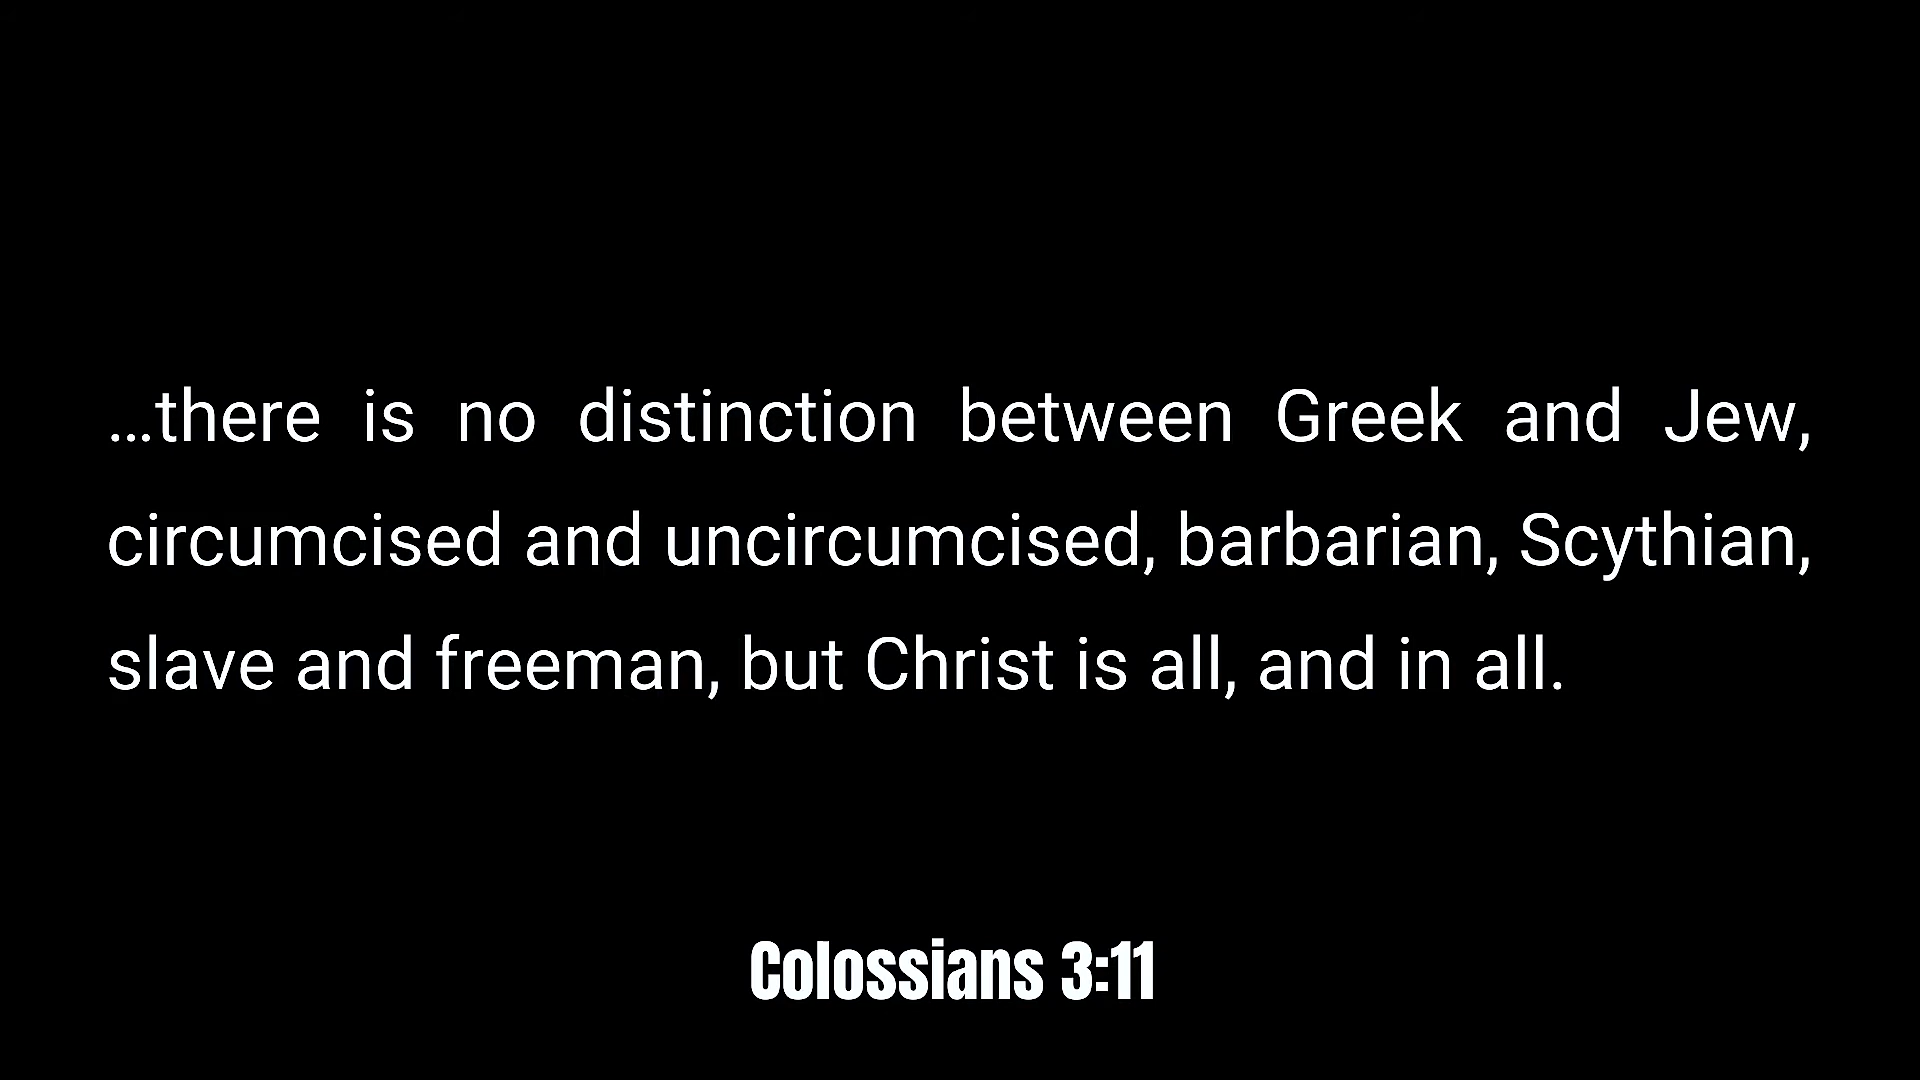 …there is no distinction between Greek and Jew,
circumcised and uncircumcised, barbarian, Scythian,
slave and freeman, but Christ is all, and in all.
Colossians 3:11